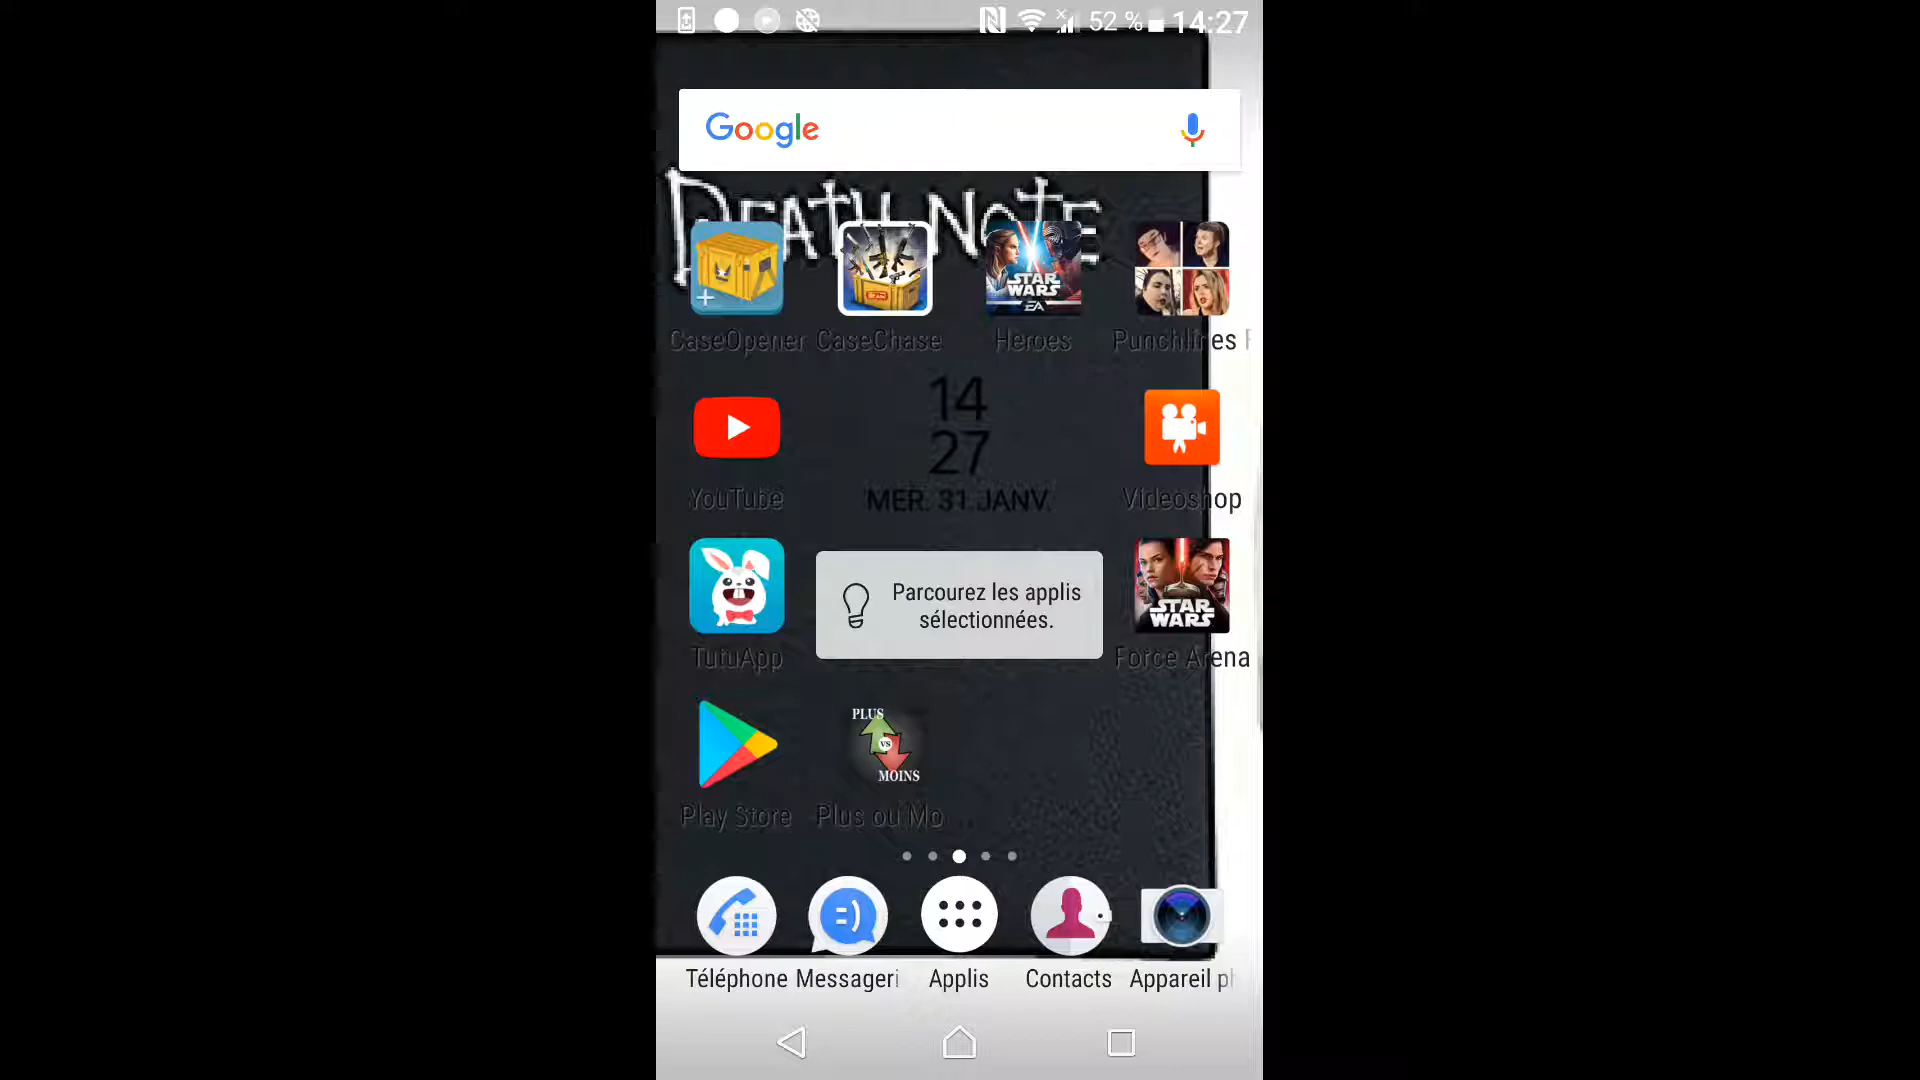 52 % 14:27
Google
DEATH NOTE
STAR WARS
EA
CaseOpener CaseChase Heroes Punchlines
14
27
MER. 31 JANV.
YouTube Videoshop
Parcourez les applis
sélectionnées.
STAR WARS
TutuApp Force Arena
PLUS
VS
MOINS
Play Store Plus ou Mo
Téléphone Messageri Applis Contacts Appareil